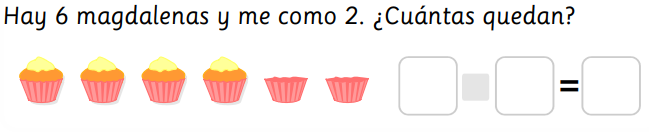 Hay 6 magdalenas y me como 2. ¿Cuántas quedan?
=